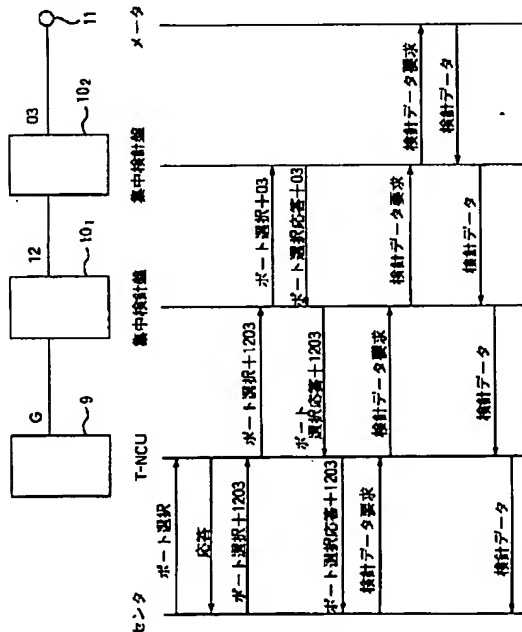 9
G
10₁
12
10₂
03
11
センタ
T-NCU
集中検針盤
集中検針盤
メータ
ポート選択
応答
ポート選択+1203
ポート選択+1203
ポート選択+03
ポート選択応答+03
ポート
選択応答+1203
ポート選択応答+1203
検針データ要求
検針データ要求
検針データ要求
検針データ要求
検針データ
検針データ
検針データ
検針データ